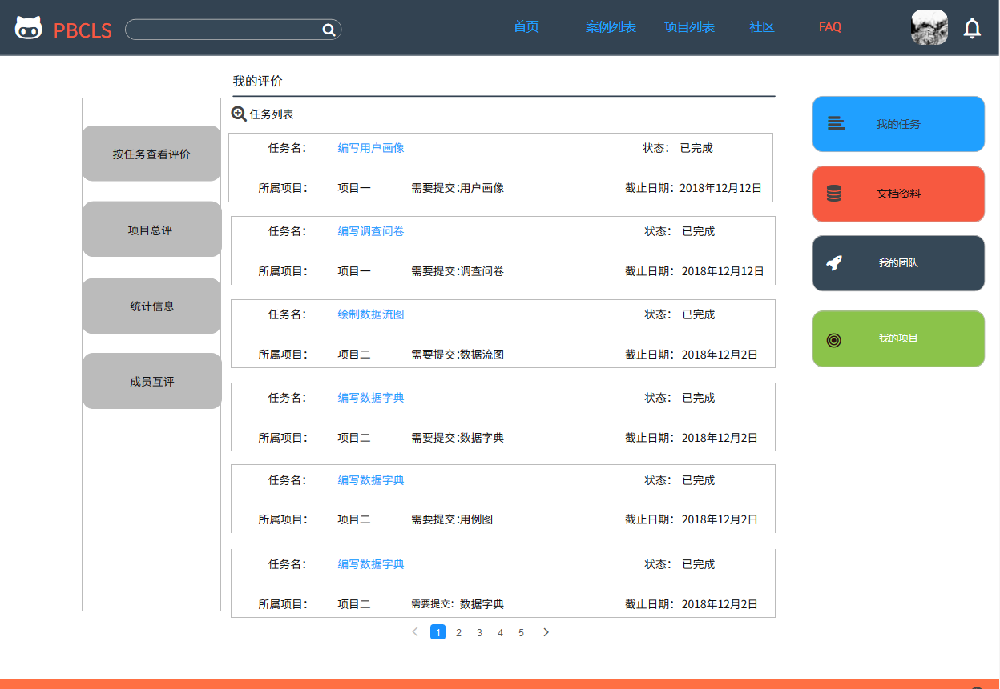 PBCLS
首页 案例列表 项目列表 社区 FAQ
我的评价
任务列表
按任务查看评价
项目总评
统计信息
成员互评
任务名： 编写用户画像 状态： 已完成
所属项目： 项目一 需要提交:用户画像 截止日期： 2018年12月12日
任务名： 编写调查问卷 状态： 已完成
所属项目： 项目一 需要提交:调查问卷 截止日期： 2018年12月12日
任务名： 绘制数据流图 状态： 已完成
所属项目： 项目二 需要提交:数据流图 截止日期： 2018年12月2日
任务名： 编写数据字典 状态： 已完成
所属项目： 项目二 需要提交:数据字典 截止日期： 2018年12月2日
任务名： 编写数据字典 状态： 已完成
所属项目： 项目二 需要提交:用例图 截止日期： 2018年12月2日
任务名： 编写数据字典 状态： 已完成
所属项目： 项目二 需要提交： 数据字典 截止日期： 2018年12月2日
1 2 3 4 5
我的任务
文档资料
我的团队
我的项目